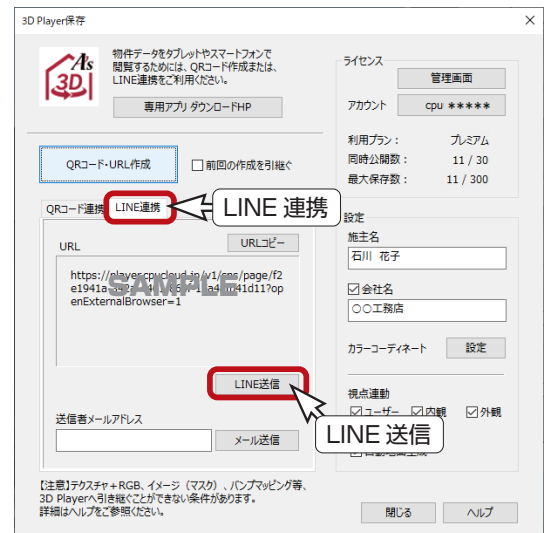 3D Player保存
A's
3D
物件データをタブレットやスマートフォンで
閲覧するためには、QRコード作成または、
LINE連携をご利用ください。
専用アプリ ダウンロードHP
QRコード・URL作成
前回の作成を引継ぐ
QRコード連携
LINE連携
LINE 連携
URL
URLコピー
SAMPLE
enExternalBrowser=1
LINE送信
LINE 送信
送信者メールアドレス
メール送信
【注意】テクスチャ+RGB、イメージ（マスク）、バンプマッピング等、
3D Playerへ引き継ぐことができない条件があります。
詳細はヘルプをご参照ください。
ライセンス
管理画面
アカウント
cpu *****
利用プラン： プレミアム
同時公開数： 11 / 30
最大保存数： 11 / 300
設定
施主名
石川 花子
会社名
○○工務店
カラーコーディネート
設定
視点連動
ユーザー
内観
外観
閉じる
ヘルプ